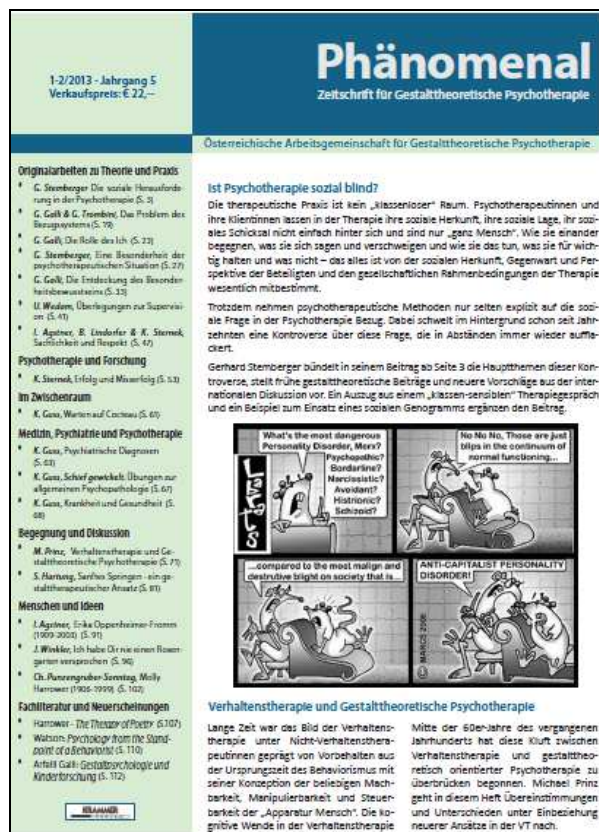 1-2/2013 - Jahrgang 5
Verkaufspreis: € 22,--
Phänomenal
Zeitschrift für Gestalttheoretische Psychotherapie
Österreichische Arbeitsgemeinschaft für Gestalttheoretische Psychotherapie
Originalarbeiten zu Theorie und Praxis
G. Stemberger Die soziale Herausforde-
rung in der Psychotherapie (S. 3)
G. Galli & G. Trombini, Das Problem des
Bezugssystems (S. 19)
G. Galli, Die Rolle des Ich (S. 23)
G. Stemberger, Eine Besonderheit der
psychotherapeutischen Situation (S. 27)
G. Galli, Die Entdeckung des Besonder-
heitsbewusstseins (S. 33)
U. Wedam, Überlegungen zur Supervisi-
on (S. 41)
I. Agstner, B. Lindorfer & K. Sternek,
Sachlichkeit und Respekt (S. 47)
Psychotherapie und Forschung
K. Sternek, Erfolg und Misserfolg (S. 53)
Im Zwischenraum
K. Guss, Warten auf Cocteau (S. 61)
Medizin, Psychiatrie und Psychotherapie
K. Guss, Psychiatrische Diagnosen
(S. 63)
K. Guss, Schief gewickelt. Übungen zur
allgemeinen Psychopathologie (S. 67)
K. Guss, Krankheit und Gesundheit (S.
68)
Begegnung und Diskussion
M. Prinz, Verhaltenstherapie und Ge-
stalttheoretische Psychotherapie (S. 71)
S. Hartung, Sanftes Springen - ein ge-
stalttherapeutischer Ansatz (S. 81)
Menschen und Ideen
I. Agstner, Erika Oppenheimer-Fromm
(1909-2003) (S. 91)
J. Winkler, Ich habe Dir nie einen Rosen-
garten versprochen (S. 96)
Ch. Punzengruber-Sonntag, Molly
Harrower (1906-1999) (S. 102)
Fachliteratur und Neuerscheinungen
Harrower - The Therapy of Poetry (S.107)
Watson: Psychology from the Stand-
point of a Behaviorist (S. 110)
Arfelli Galli: Gestaltpsychologie und
Kinderforschung (S. 112)
KRAMMER
Ist Psychotherapie sozial blind?
Die therapeutische Praxis ist kein „klassenloser“ Raum. Psychotherapeutinnen und
ihre Klientinnen lassen in der Therapie ihre soziale Herkunft, ihre soziale Lage, ihr sozi-
ales Schicksal nicht einfach hinter sich und sind nur „ganz Mensch“. Wie sie einander
begegnen, was sie sich sagen und verschweigen und wie sie das tun, was sie für wich-
tig halten und was nicht – das alles ist von der sozialen Herkunft, Gegenwart und Per-
spektive der Beteiligten und den gesellschaftlichen Rahmenbedingungen der Therapie
wesentlich mitbestimmt.
Trotzdem nehmen psychotherapeutische Methoden nur selten explizit auf die sozi-
ale Frage in der Psychotherapie Bezug. Dabei schwelt im Hintergrund schon seit Jahr-
zehnten eine Kontroverse über diese Frage, die in Abständen immer wieder auffla-
ckert.
Gerhard Stemberger bündelt in seinem Beitrag ab Seite 3 die Hauptthemen dieser Kon-
troverse, stellt frühe gestalttheoretische Beiträge und neuere Vorschläge aus der inter-
nationalen Diskussion vor. Ein Auszug aus einem „klassen-sensiblen“ Therapiegespräch
und ein Beispiel zum Einsatz eines sozialen Genogramms ergänzen den Beitrag.
What's the most dangerous
Personality Disorder, Merx?
Psychopathic?
Borderline?
Narcissistic?
Avoidant?
Histrionic?
Schizoid?
No No No, Those are just
blips in the continuum of
normal functioning...
...compared to the most malign and
destrutive blight on society that is...
ANTI-CAPITALIST PERSONALITY
DISORDER!
Verhaltenstherapie und Gestalttheoretische Psychotherapie
Lange Zeit war das Bild der Verhaltens-
therapie unter Nicht-Verhaltensthera-
peutinnen geprägt von Vorbehalten aus
der Ursprungszeit des Behaviorismus mit
seiner Konzeption der beliebigen Mach-
barkeit, Manipulierbarkeit und Steuer-
barkeit der „Apparatur Mensch“. Die ko-
gnitive Wende in der Verhaltenstherapie
Mitte der 60er-Jahre des vergangenen
Jahrhunderts hat diese Kluft zwischen
Verhaltenstherapie und gestalttheo-
retisch orientierter Psychotherapie zu
überbrücken begonnen. Michael Prinz
geht in diesem Heft Übereinstimmungen
und Unterschieden unter Einbeziehung
neuerer Ansätze in der VT nach.